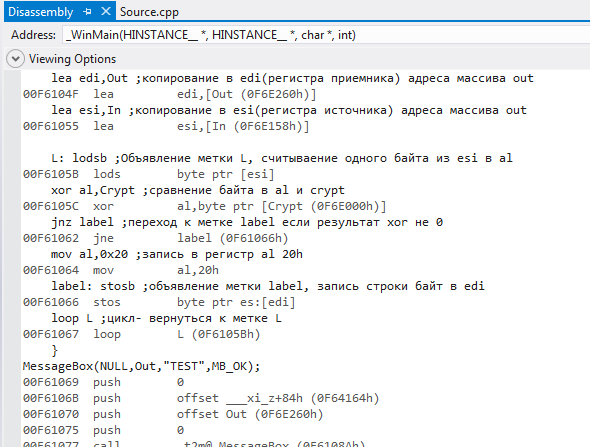 Disassembly Source.cpp
Address: _WinMain(HINSTANCE__ *, HINSTANCE__ *, char *, int)
Viewing Options
lea edi,Out ;копирование в edi(регистра приемника) адреса массива out
00F6104F lea edi,[Out (0F6E260h)]
lea esi,In ;копирование в esi(регистра источника) адреса массива out
00F61055 lea esi,[In (0F6E158h)]
L: lodsb ;Объявление метки L, считываение одного байта из esi в al
00F6105B lods byte ptr [esi]
xor al,Crypt ;сравнение байта в al и crypt
00F6105C xor al,byte ptr [Crypt (0F6E000h)]
jnz label ;переход к метке label если результат xor не 0
00F61062 jne label (0F61066h)
mov al,0x20 ;запись в регистр al 20h
00F61064 mov al,20h
label: stosb ;объявление метки label, запись строки байт в edi
00F61066 stos byte ptr es:[edi]
loop L ;цикл- вернуться к метке L
00F61067 loop L (0F6105Bh)
}
MessageBox(NULL,Out,"TEST",MB_OK);
00F61069 push 0
00F6106B push offset ___xi_z+84h (0F64164h)
00F61070 push offset Out (0F6E260h)
00F61075 push 0
00F61077 call _t2m@_MessageBox (0F6108Ah)